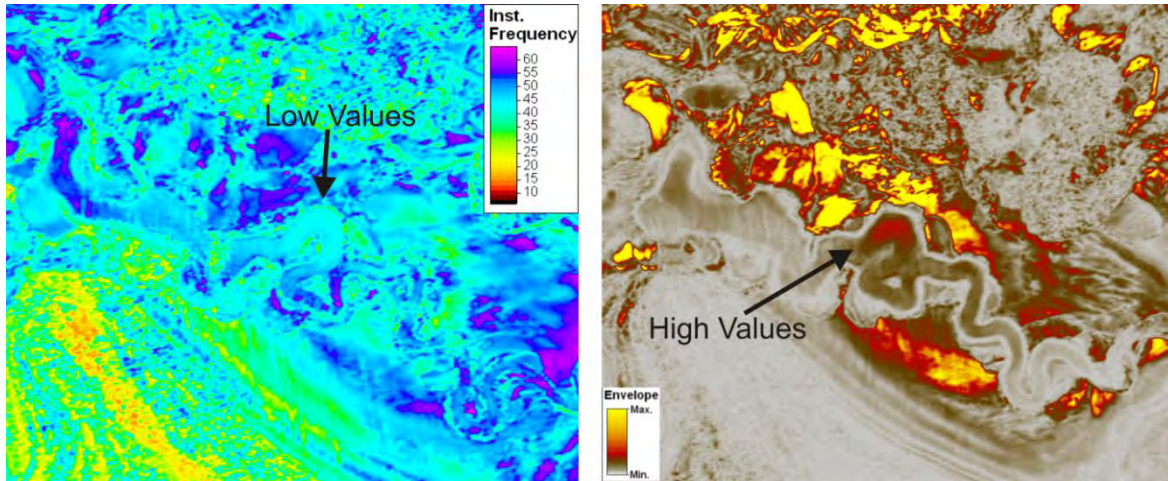 Inst.
Frequency
60
55
50
45
40
35
30
25
20
15
10
Low Values
High Values
Envelope
Max.
Min.